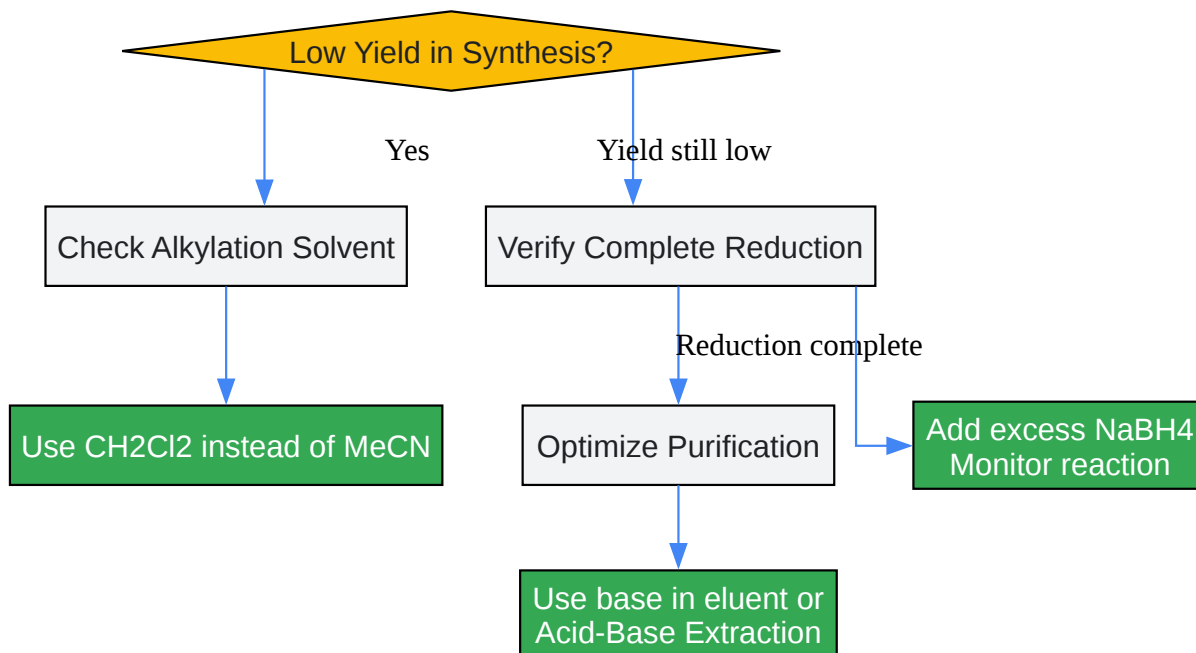 Low Yield in Synthesis?
Yes
Yield still low
Check Alkylation Solvent
Verify Complete Reduction
Reduction complete
Use CH2Cl2 instead of MeCN
Optimize Purification
Add excess NaBH4
Monitor reaction
Use base in eluent or
Acid-Base Extraction